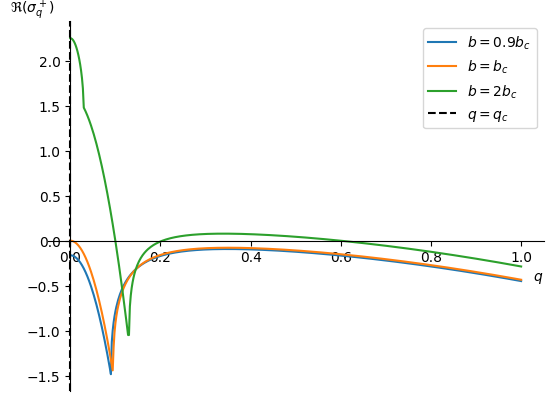 ℜ(σ_q^+)
b = 0.9b_c
b = b_c
b = 2b_c
q = q_c
2.0
1.5
1.0
0.5
0.0
−0.5
−1.0
−1.5
0.0 0.2 0.4 0.6 0.8 1.0
q